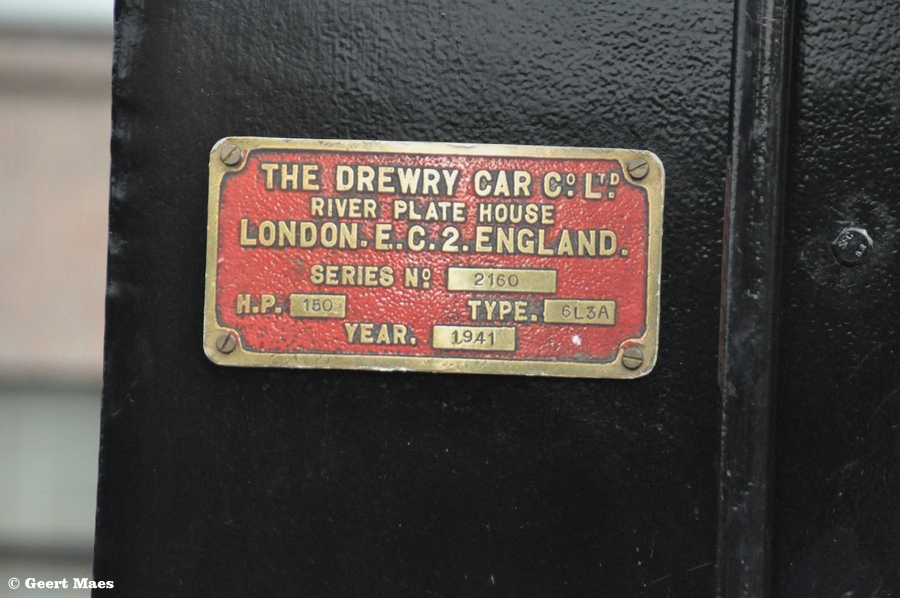 THE DREWRY CAR Co. LTD.
RIVER PLATE HOUSE
LONDON. E.C.2. ENGLAND.
SERIES No. 2160
H.P. 150 TYPE. 6L3A
YEAR. 1941
© Geert Maes